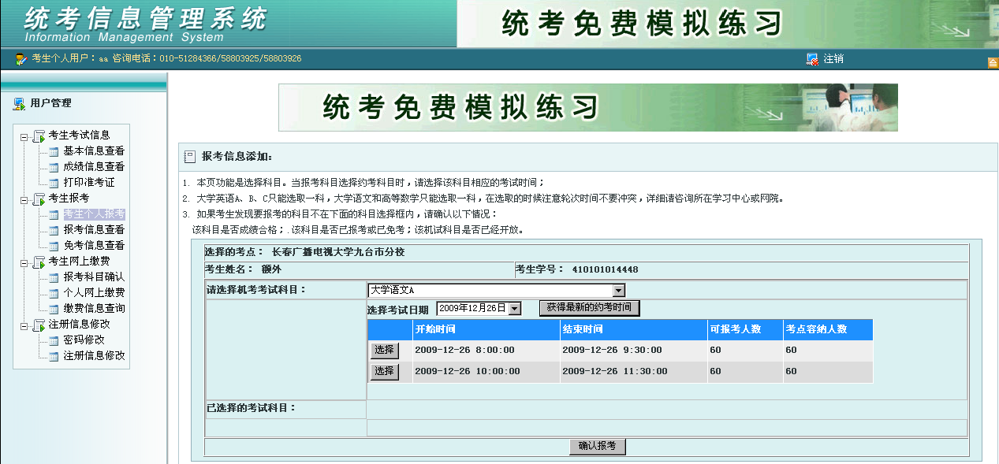 统考信息管理系统
Information Management System
统考免费模拟练习
考生个人用户：aa 咨询电话：010-51284366/58803925/58803926
注销
用户管理
考生考试信息
基本信息查看
成绩信息查看
打印准考证
考生报考
考生个人报考
报考信息查看
免考信息查看
考生网上缴费
报考科目确认
个人网上缴费
缴费信息查询
注册信息修改
密码修改
注册信息修改
统考免费模拟练习
报考信息添加：
1. 本页功能是选择科目。当报考科目选择约考科目时，请选择该科目相应的考试时间；
2. 大学英语A、B、C只能选取一科，大学语文和高等数学只能选取一科，在选取的时候注意轮次时间不要冲突，详细请咨询所在学习中心或网院。
3. 如果考生发现要报考的科目不在下面的科目选择框内，请确认以下情况：
该科目是否成绩合格；.该科目是否已报考或已免考；该机试科目是否已经开放。
选择的考点： 长春广播电视大学九台市分校
考生姓名： 额外 考生学号： 410101014448
请选择机考考试科目： 大学语文A
选择考试日期 2009年12月26日 获得最新的约考时间
开始时间 结束时间 可报考人数 考点容纳人数
选择 2009-12-26 8:00:00 2009-12-26 9:30:00 60 60
选择 2009-12-26 10:00:00 2009-12-26 11:30:00 60 60
已选择的考试科目：
确认报考